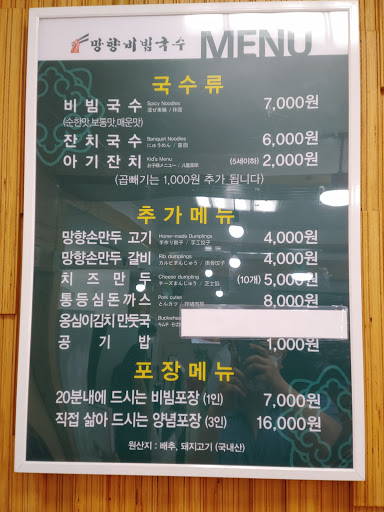 망향비빔국수 MENU
국수류
비빔국수 Spicy Noodles 7,000원
(순한맛,보통맛,매운맛)
잔치국수 Banquet Noodles 6,000원
아기잔치 Kid's Menu (5세이하) 2,000원
(곱빼기는 1,000원 추가 됩니다)
추가메뉴
망향손만두 고기 Home-made Dumplings 4,000원
망향손만두 갈비 Rib dumplings 4,000원
치즈만두 Cheese dumpling (10개) 5,000원
통등심돈까스 Pork cutlet とんカツ 8,000원
옹심이김치만둣국
공기밥 1,000원
포장메뉴
20분내에 드시는 비빔포장 (1인) 7,000원
직접 삶아 드시는 양념포장 (3인) 16,000원
원산지 : 배추, 돼지고기 (국내산)